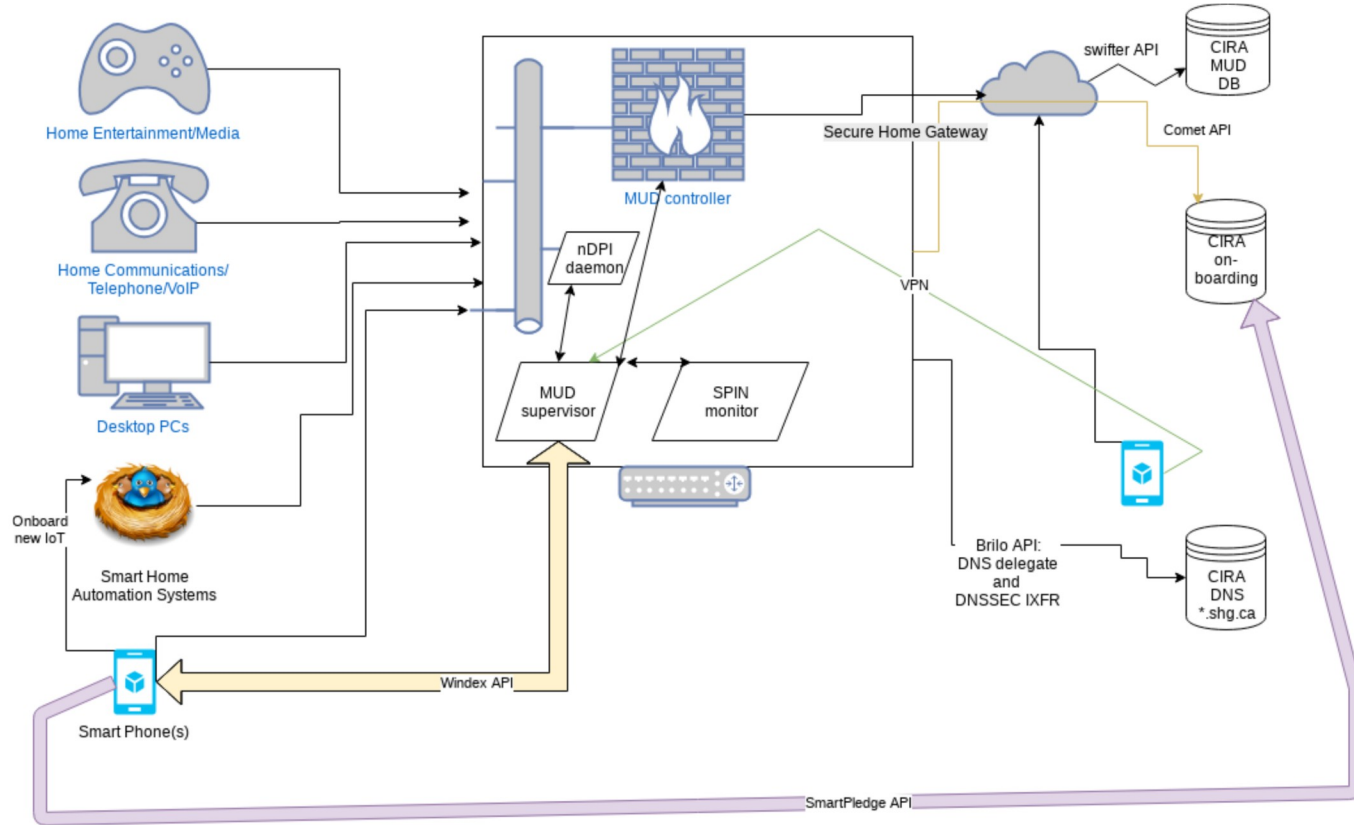 swifter API
CIRA
MUD
DB
Home Entertainment/Media
Secure Home Gateway
Comet API
MUD controller
nDPI
daemon
CIRA
on-
boarding
Home Communications/
Telephone/VoIP
VPN
MUD
supervisor
SPIN
monitor
Desktop PCs
Onboard
new IoT
Brilo API:
DNS delegate
and
DNSSEC IXFR
Smart Home
Automation Systems
CIRA
DNS
*.shg.ca
Windex API
Smart Phone(s)
SmartPledge API